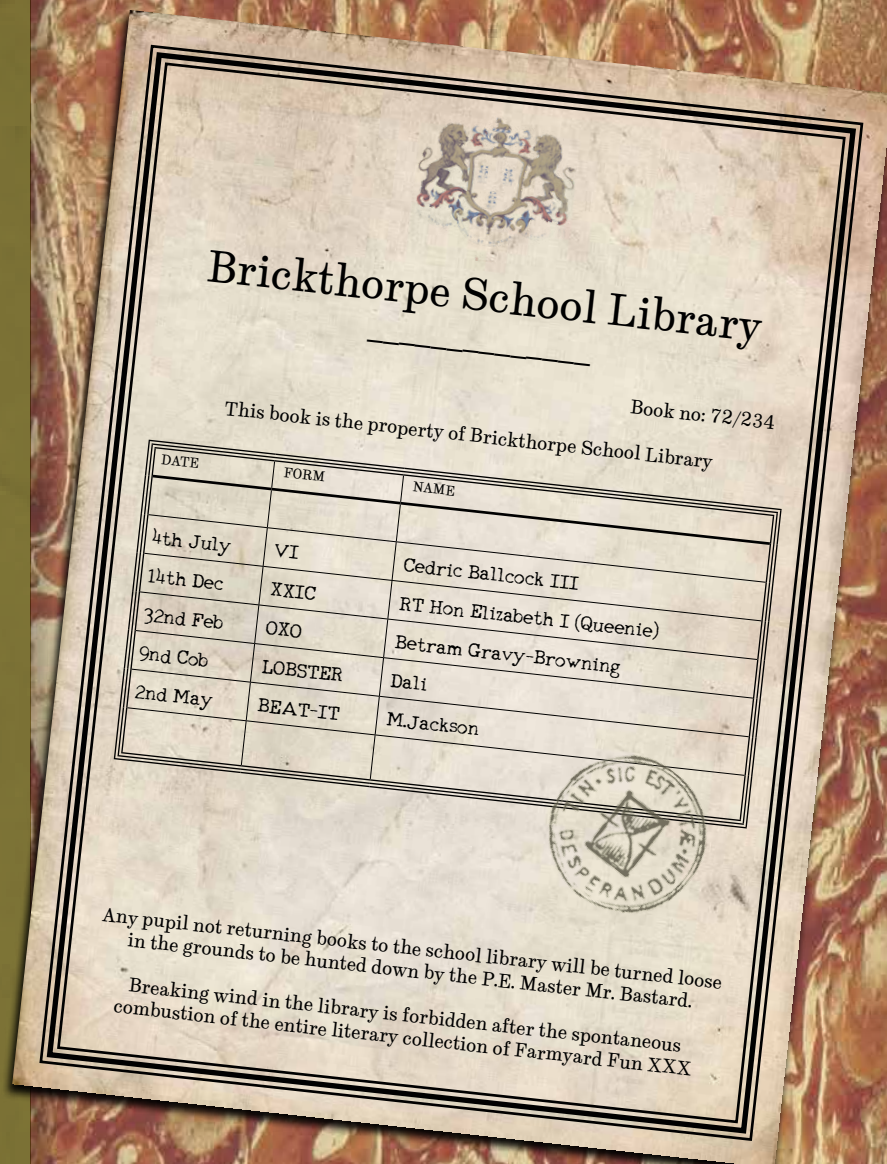 Brickthorpe School Library
Book no: 72/234
This book is the property of Brickthorpe School Library
DATE FORM NAME
4th July VI Cedric Ballcock III
14th Dec XXIC RT Hon Elizabeth I (Queenie)
32nd Feb OXO Betram Gravy-Browning
9nd Cob LOBSTER Dali
2nd May BEAT-IT M.Jackson
SIC EST
DESPERANDUM
Any pupil not returning books to the school library will be turned loose
in the grounds to be hunted down by the P.E. Master Mr. Bastard.
Breaking wind in the library is forbidden after the spontaneous
combustion of the entire literary collection of Farmyard Fun XXX